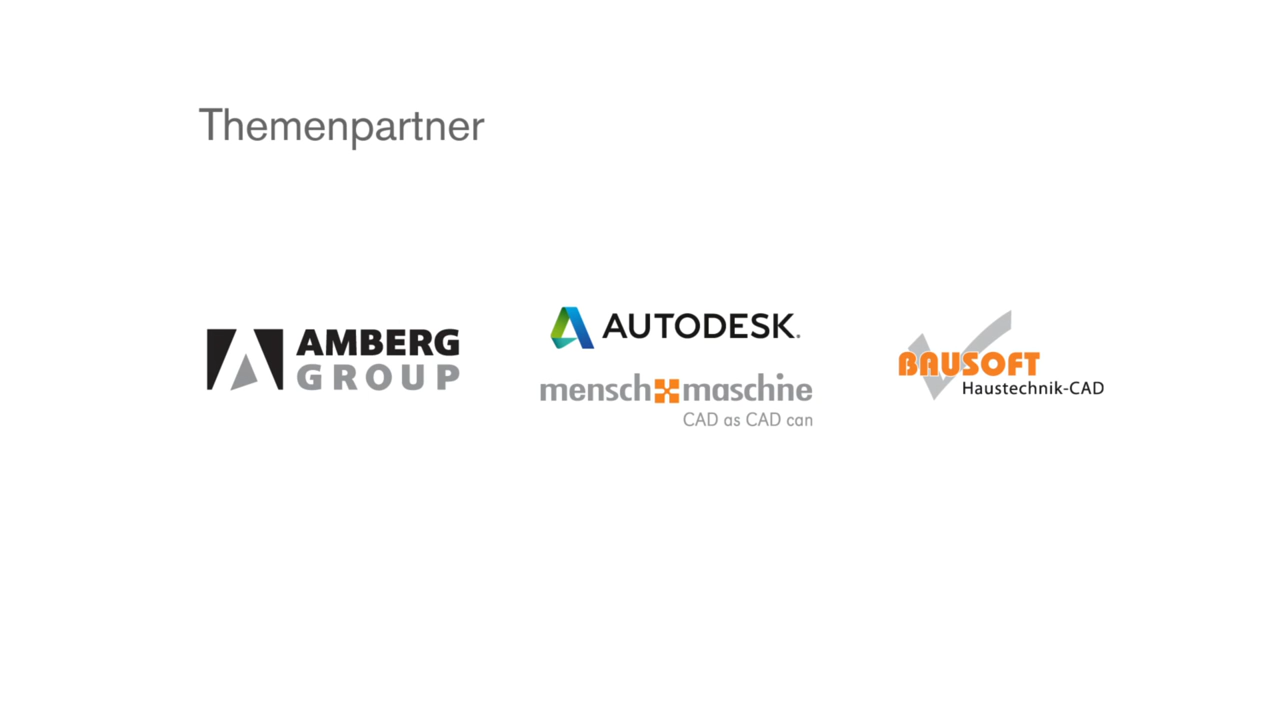 Themenpartner
AMBERG
GROUP
AUTODESK.
mensch maschine
CAD as CAD can
BAUSOFT
Haustechnik-CAD